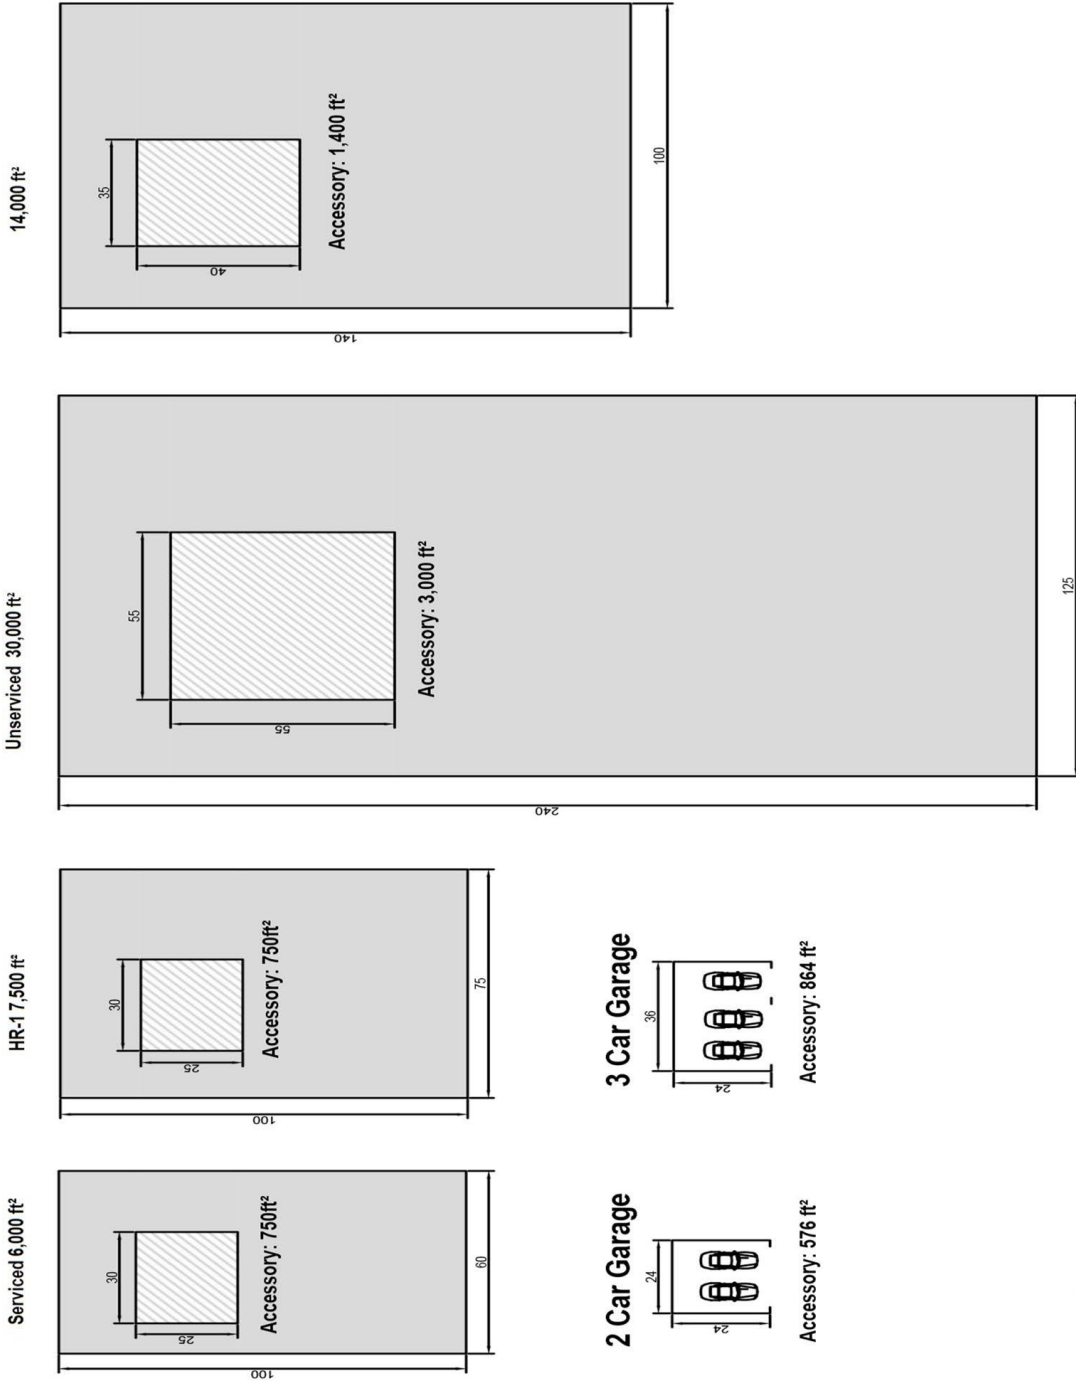 Serviced 6,000 ft²
30
25
Accessory: 750ft²
100
60
HR-1 7,500 ft²
30
25
Accessory: 750ft²
100
75
Unserviced 30,000 ft²
55
55
Accessory: 3,000 ft²
240
125
14,000 ft²
35
40
Accessory: 1,400 ft²
140
100
2 Car Garage
24
24
Accessory: 576 ft²
3 Car Garage
36
24
Accessory: 864 ft²